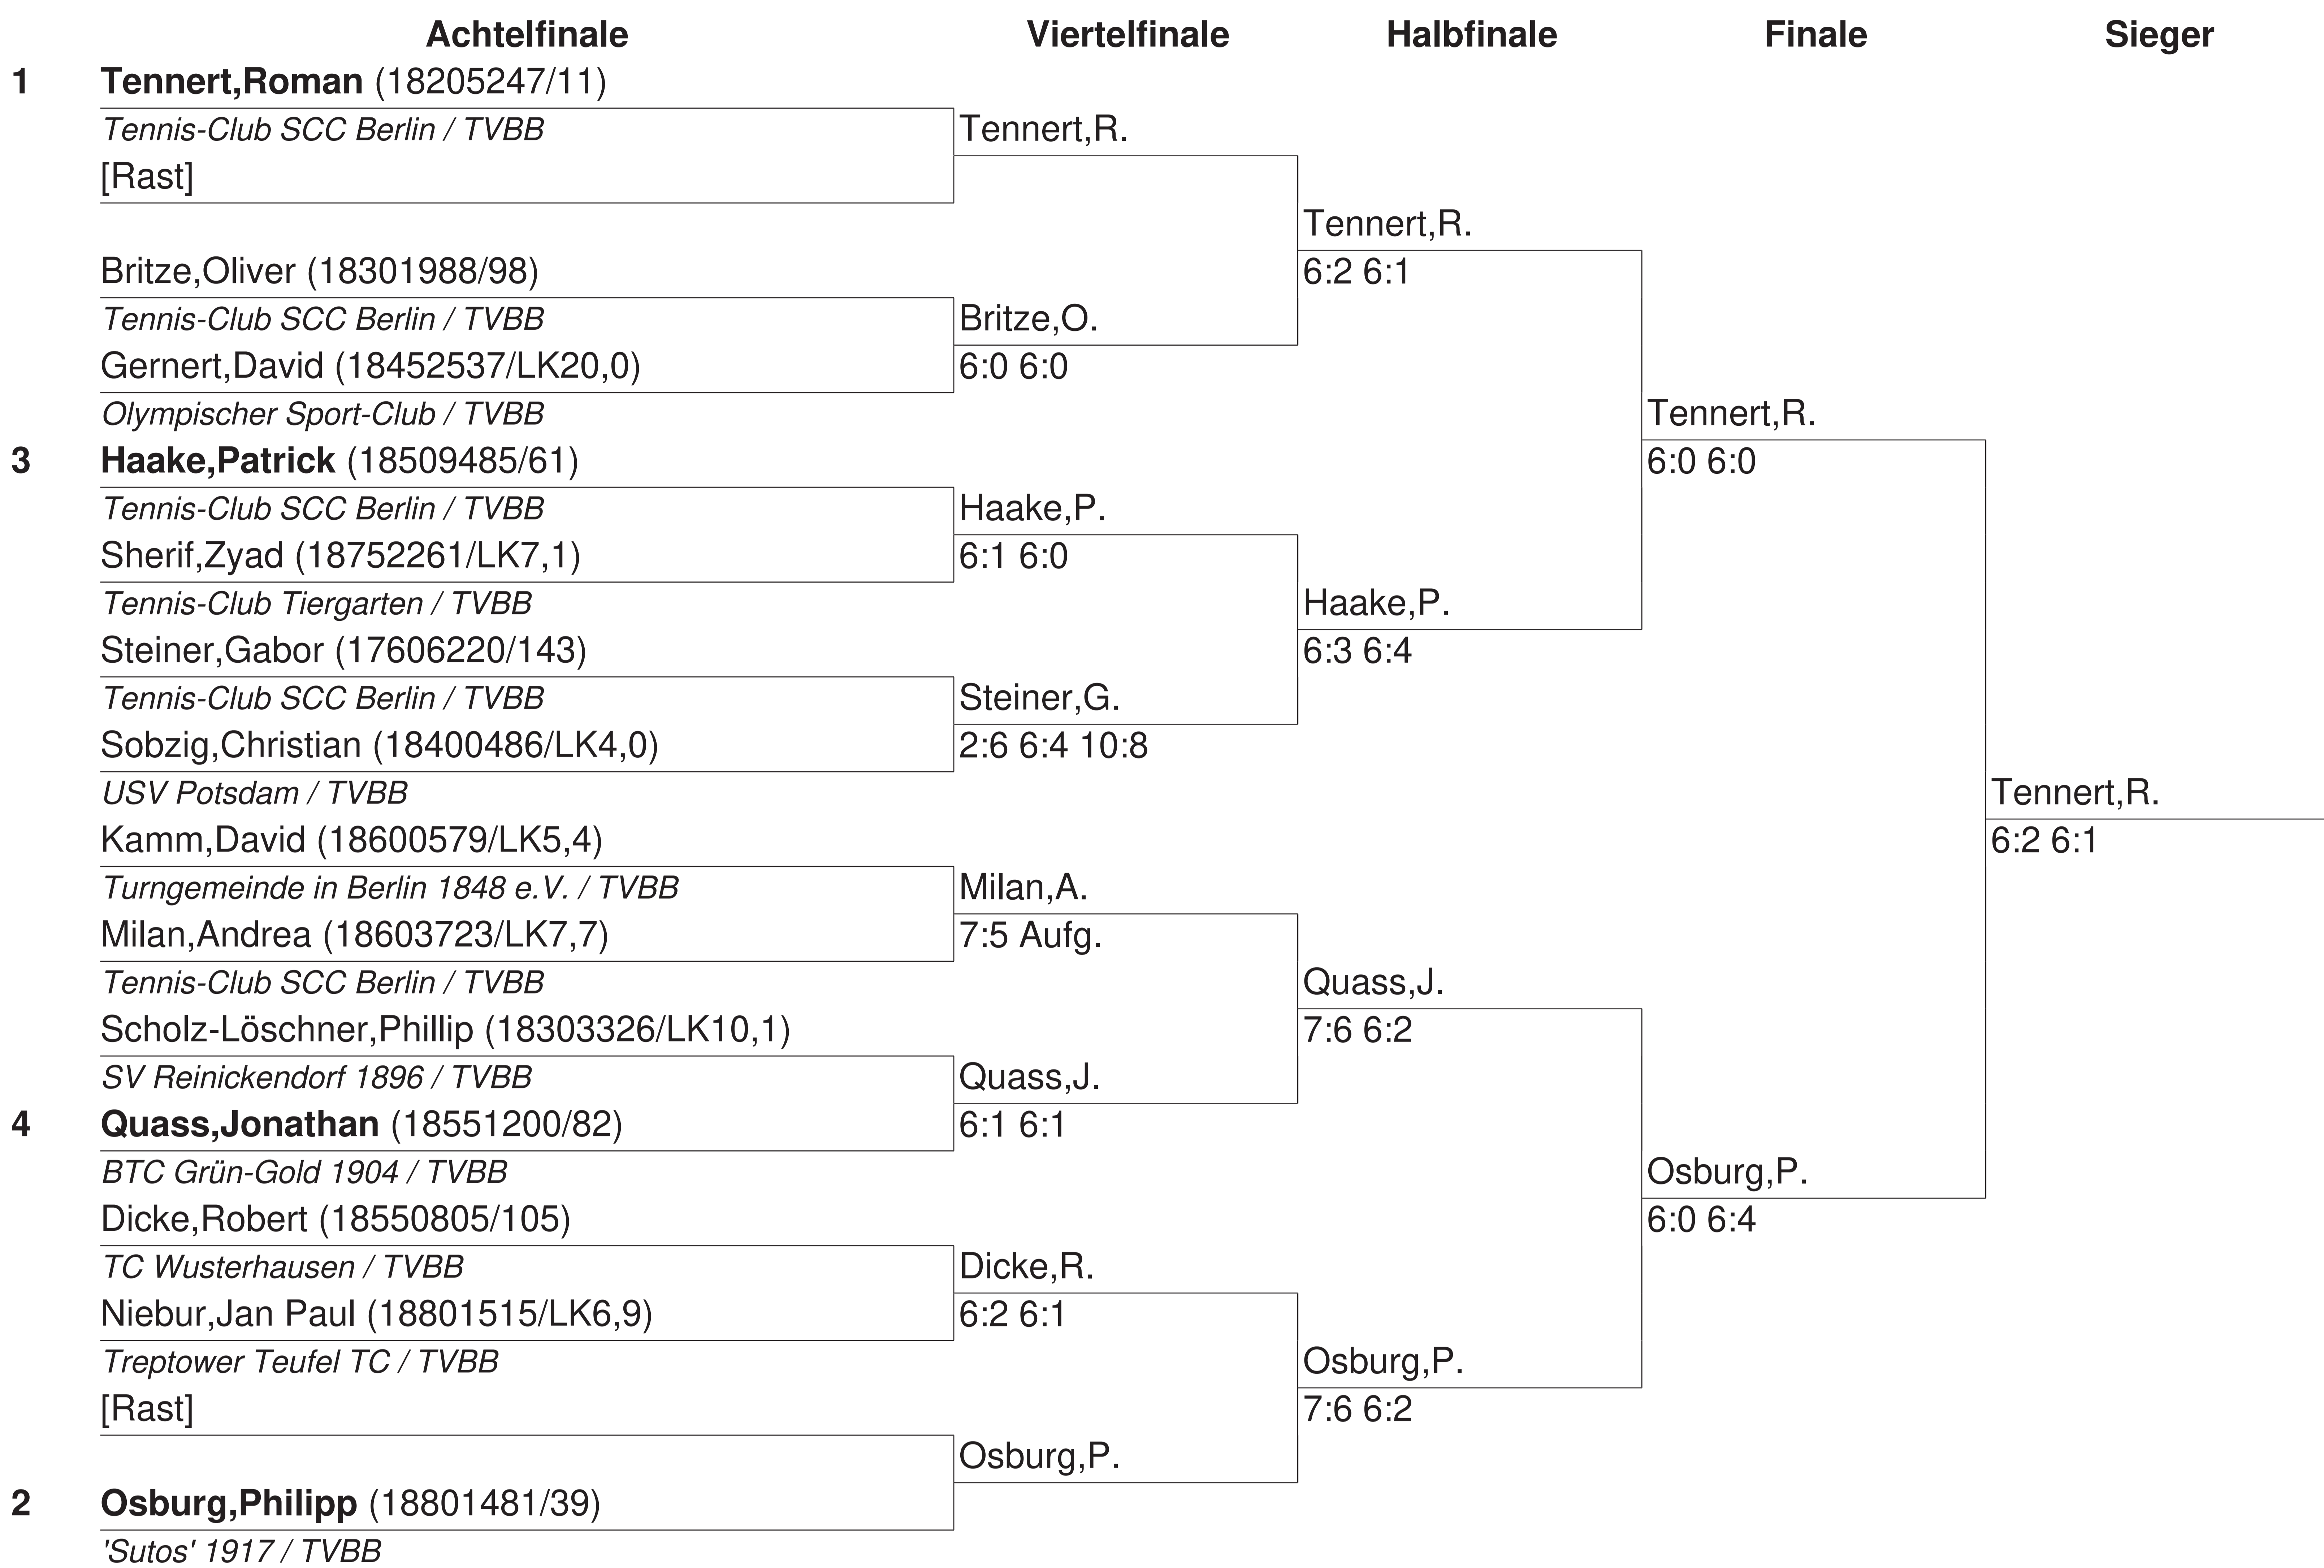 Achtelfinale Viertelfinale Halbfinale Finale Sieger
1 Tennert,Roman (18205247/11)
Tennis-Club SCC Berlin / TVBB Tennert,R.
[Rast]
Tennert,R.
Britze,Oliver (18301988/98) 6:2 6:1
Tennis-Club SCC Berlin / TVBB Britze,O.
Gernert,David (18452537/LK20,0) 6:0 6:0
Olympischer Sport-Club / TVBB Tennert,R.
3 Haake,Patrick (18509485/61) 6:0 6:0
Tennis-Club SCC Berlin / TVBB Haake,P.
Sherif,Zyad (18752261/LK7,1) 6:1 6:0
Tennis-Club Tiergarten / TVBB Haake,P.
Steiner,Gabor (17606220/143) 6:3 6:4
Tennis-Club SCC Berlin / TVBB Steiner,G.
Sobzig,Christian (18400486/LK4,0) 2:6 6:4 10:8
USV Potsdam / TVBB Tennert,R.
Kamm,David (18600579/LK5,4) 6:2 6:1
Turngemeinde in Berlin 1848 e.V. / TVBB Milan,A.
Milan,Andrea (18603723/LK7,7) 7:5 Aufg.
Tennis-Club SCC Berlin / TVBB Quass,J.
Scholz-Löschner,Phillip (18303326/LK10,1) 7:6 6:2
SV Reinickendorf 1896 / TVBB Quass,J.
4 Quass,Jonathan (18551200/82) 6:1 6:1
BTC Grün-Gold 1904 / TVBB Osburg,P.
Dicke,Robert (18550805/105) 6:0 6:4
TC Wusterhausen / TVBB Dicke,R.
Niebur,Jan Paul (18801515/LK6,9) 6:2 6:1
Treptower Teufel TC / TVBB Osburg,P.
[Rast] 7:6 6:2
Osburg,P.
2 Osburg,Philipp (18801481/39)
'Sutos' 1917 / TVBB